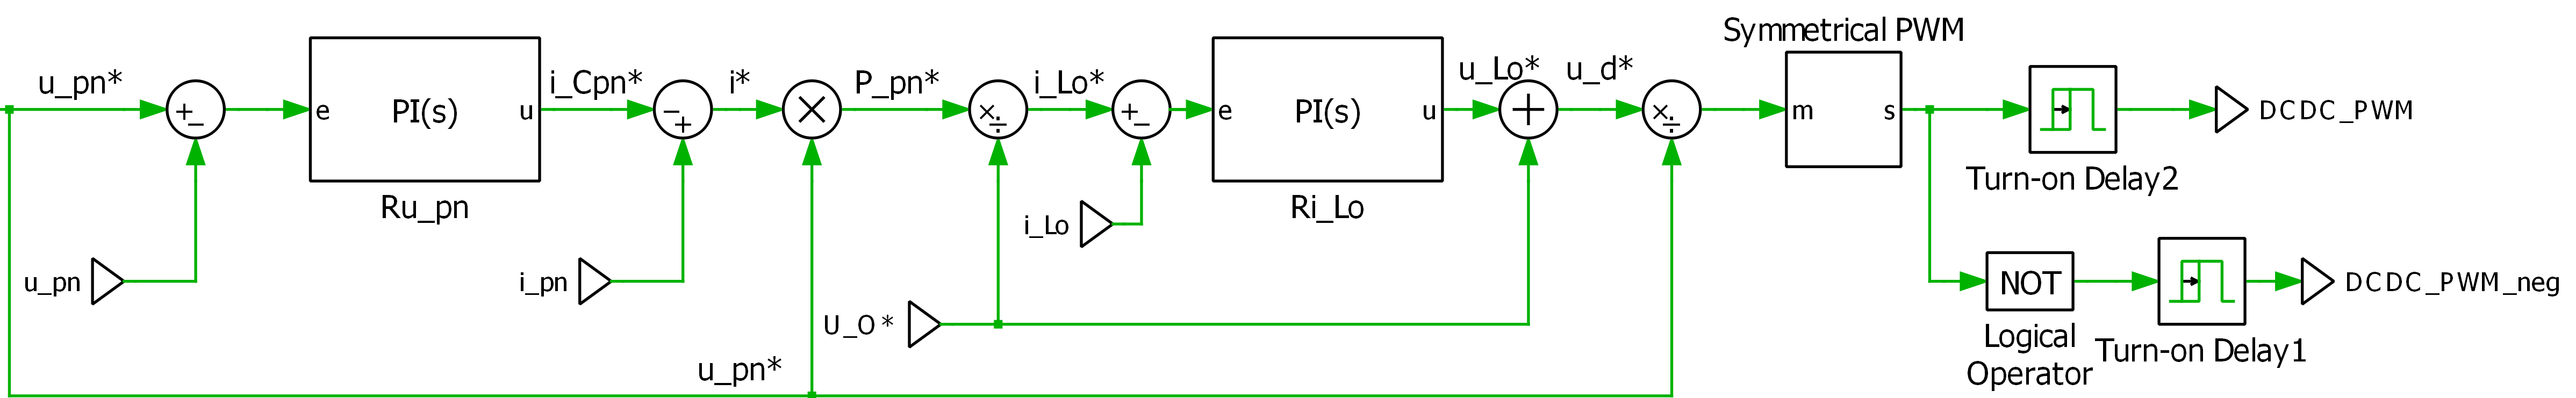 Symmetrical PWM
u_pn*
i_Cpn*
i*
P_pn*
i_Lo*
u_Lo*
u_d*
+
−
e
PI(s)
u
−
+
×
×
÷
+
−
e
PI(s)
u
+
×
÷
m
s
DCDC_PWM
Ru_pn
Ri_Lo
Turn-on Delay2
i_Lo
u_pn
i_pn
NOT
DCDC_PWM_neg
U_O*
Logical
Operator
Turn-on Delay1
u_pn*